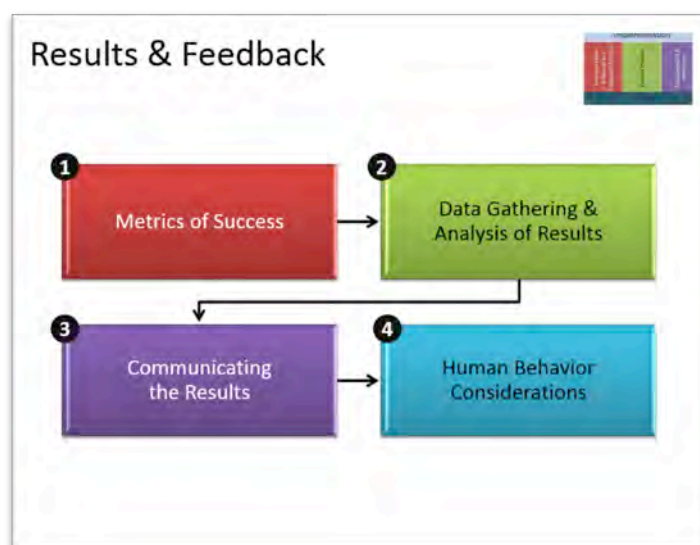 Results & Feedback
1
Metrics of Success
2
Data Gathering &
Analysis of Results
3
Communicating
the Results
4
Human Behavior
Considerations